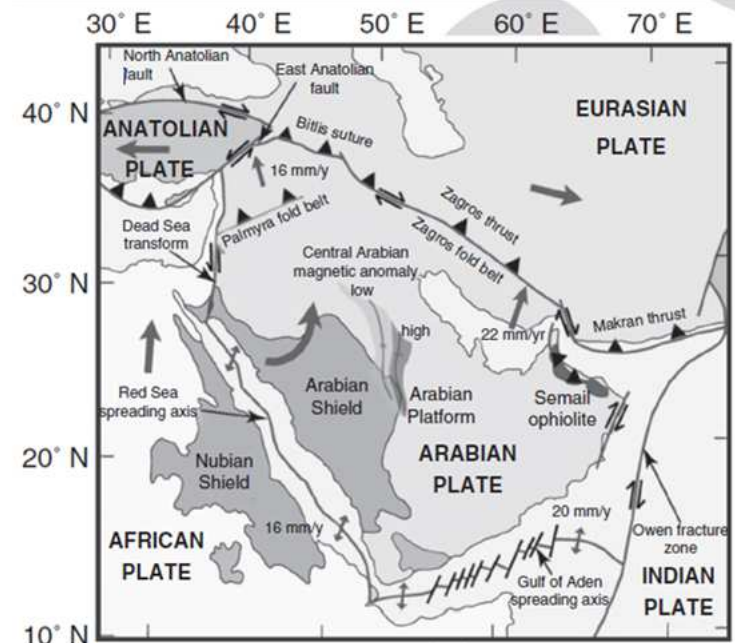 30° E
40° E
50° E
60° E
70° E
North Anatolian
fault
East Anatolian
fault
EURASIAN
PLATE
40° N
ANATOLIAN
PLATE
Bitlis suture
16 mm/y
Zagros thrust
Zagros fold belt
Palmyra fold belt
Dead Sea
transform
Central Arabian
magnetic anomaly
low
high
30° N
22 mm/yr
Makran thrust
Red Sea
spreading axis
Arabian
Shield
Arabian
Platform
Semail
ophiolite
ARABIAN
PLATE
20° N
Nubian
Shield
16 mm/y
20 mm/y
AFRICAN
PLATE
Owen fracture
zone
Gulf of Aden
spreading axis
INDIAN
PLATE
10° N